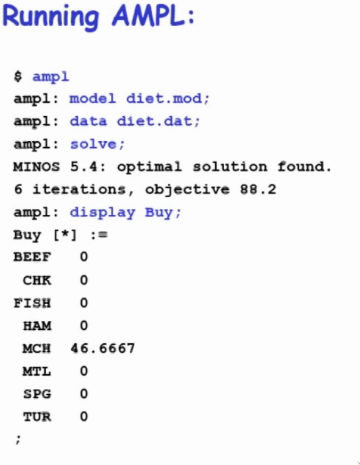 Running AMPL:
$ ampl
ampl: model diet.mod;
ampl: data diet.dat;
ampl: solve;
MINOS 5.4: optimal solution found.
6 iterations, objective 88.2
ampl: display Buy;
Buy [*] :=
BEEF 0
CHK 0
FISH 0
HAM 0
MCH 46.6667
MTL 0
SPG 0
TUR 0
;